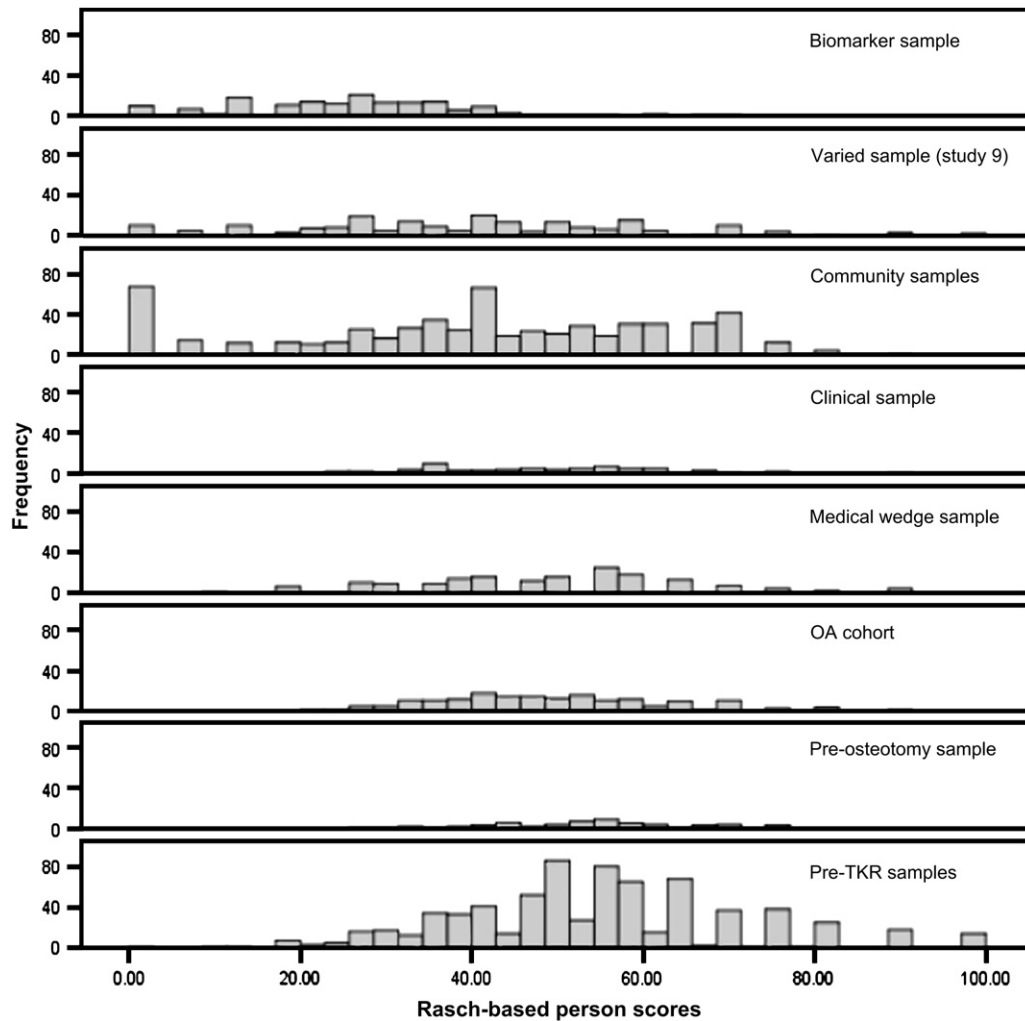 80
40
0
Biomarker sample
80
40
0
Varied sample (study 9)
80
40
0
Community samples
80
40
0
Clinical sample
80
40
0
Medical wedge sample
80
40
0
OA cohort
80
40
0
Pre-osteotomy sample
80
40
0
Pre-TKR samples
Frequency
0.00 20.00 40.00 60.00 80.00 100.00
Rasch-based person scores